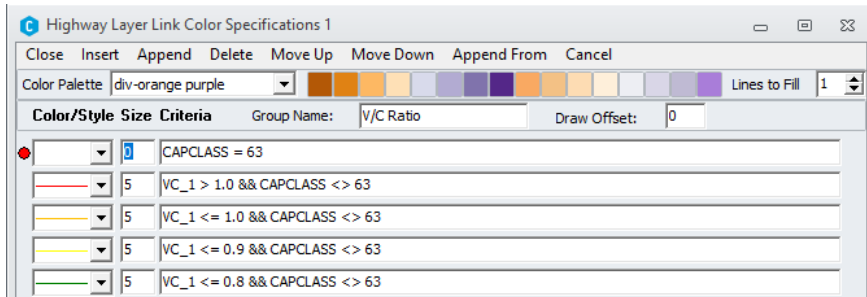 Highway Layer Link Color Specifications 1
Close Insert Append Delete Move Up Move Down Append From Cancel
Color Palette div-orange purple Lines to Fill 1
Color/Style Size Criteria Group Name: V/C Ratio Draw Offset: 0
0 CAPCLASS = 63
5 VC_1 > 1.0 && CAPCLASS <> 63
5 VC_1 <= 1.0 && CAPCLASS <> 63
5 VC_1 <= 0.9 && CAPCLASS <> 63
5 VC_1 <= 0.8 && CAPCLASS <> 63